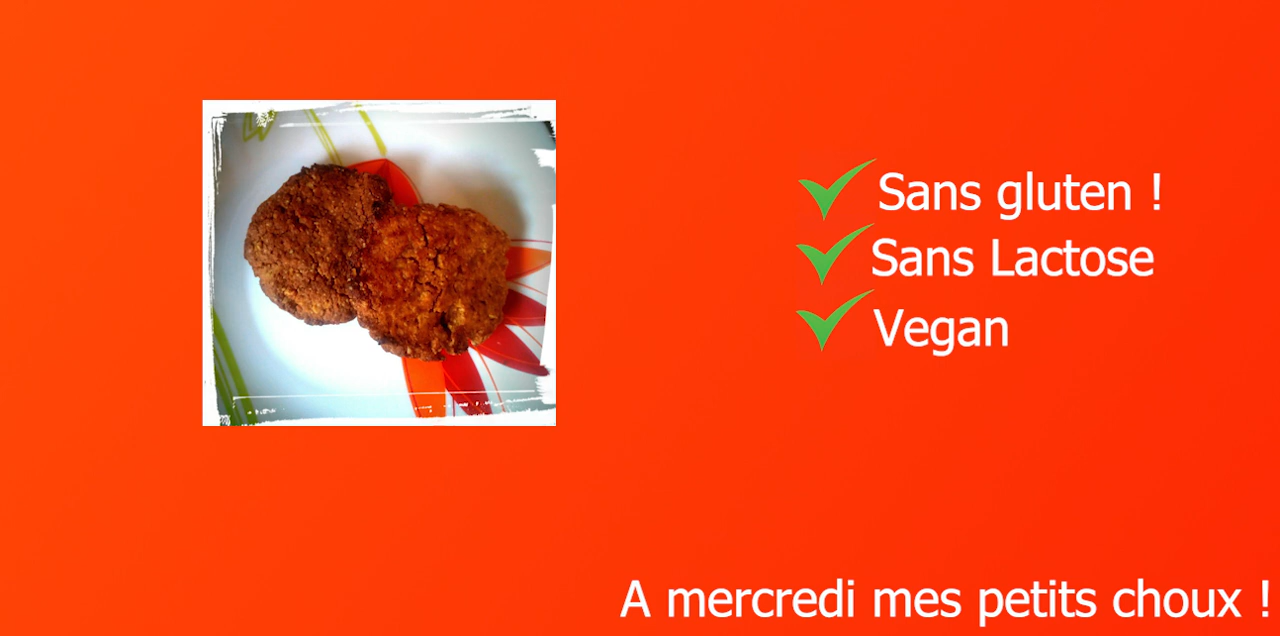 Sans gluten !
Sans Lactose
Vegan
A mercredi mes petits choux !